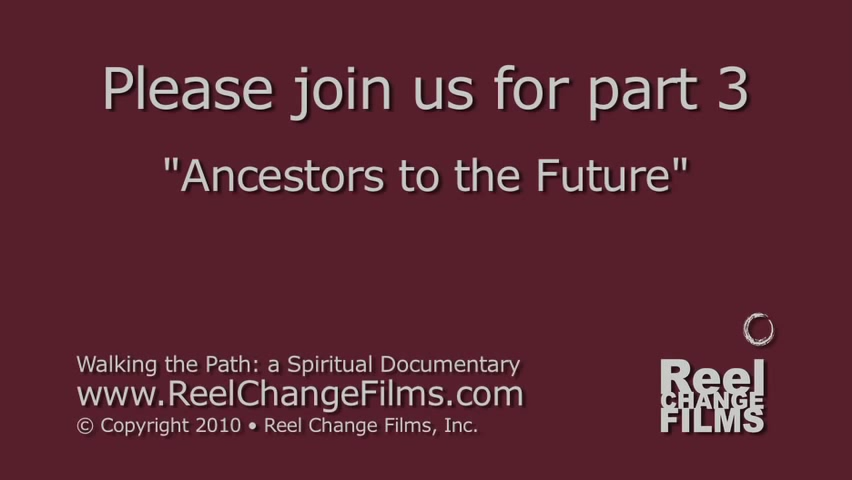 Please join us for part 3
"Ancestors to the Future"
Walking the Path: a Spiritual Documentary
www.ReelChangeFilms.com
© Copyright 2010 • Reel Change Films, Inc.
Reel
CHANGE
FILMS